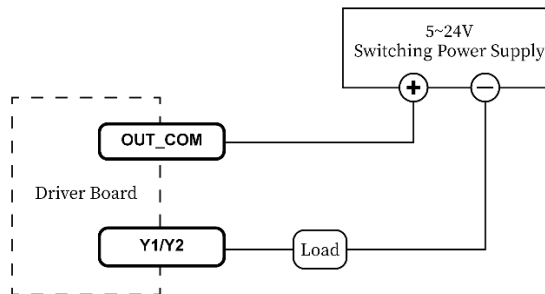 5~24V
Switching Power Supply
+
−
OUT_COM
Driver Board
Y1/Y2
Load